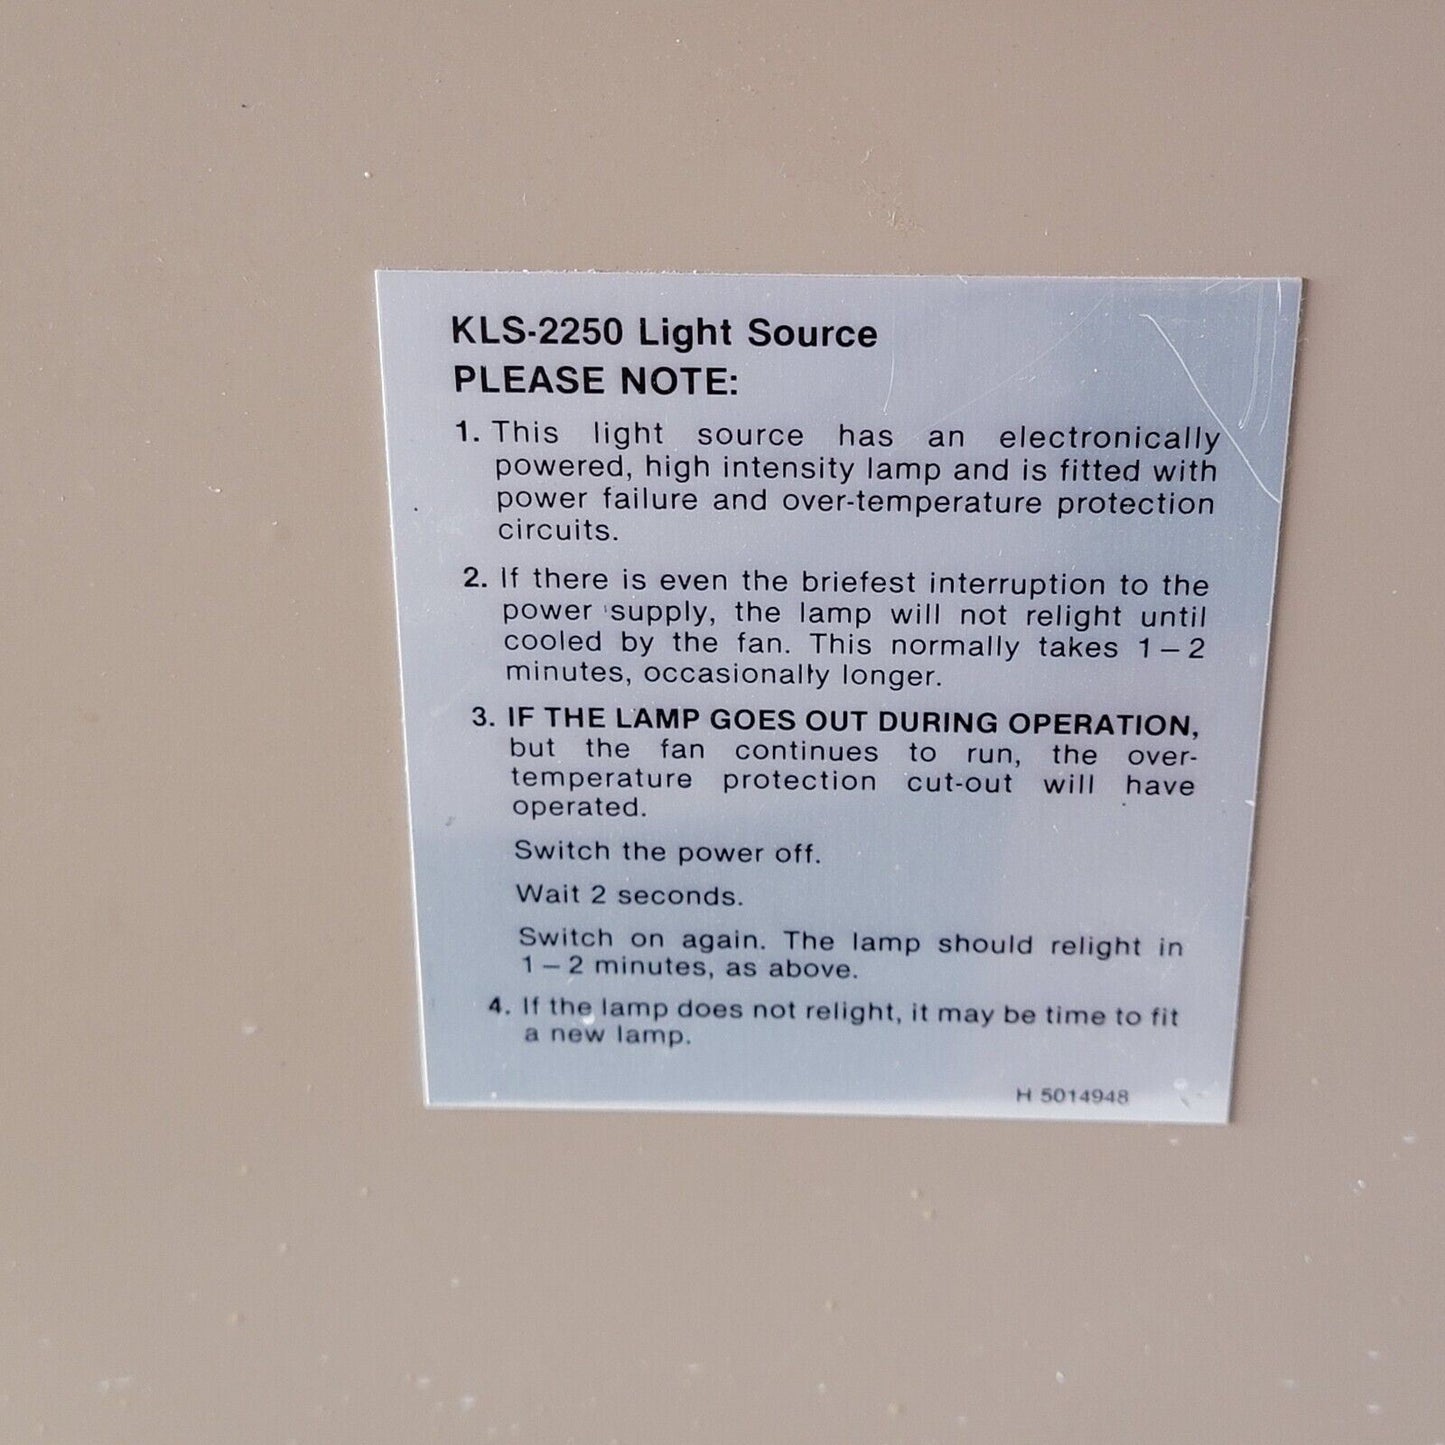 KLS-2250 Light Source
PLEASE NOTE:
1. This light source has an electronically
powered, high intensity lamp and is fitted with
power failure and over-temperature protection
circuits.
2. If there is even the briefest interruption to the
power supply, the lamp will not relight until
cooled by the fan. This normally takes 1 – 2
minutes, occasionally longer.
3. IF THE LAMP GOES OUT DURING OPERATION,
but the fan continues to run, the over-
temperature protection cut-out will have
operated.
Switch the power off.
Wait 2 seconds.
Switch on again. The lamp should relight in
1 – 2 minutes, as above.
4. If the lamp does not relight, it may be time to fit
a new lamp.
H 5014948